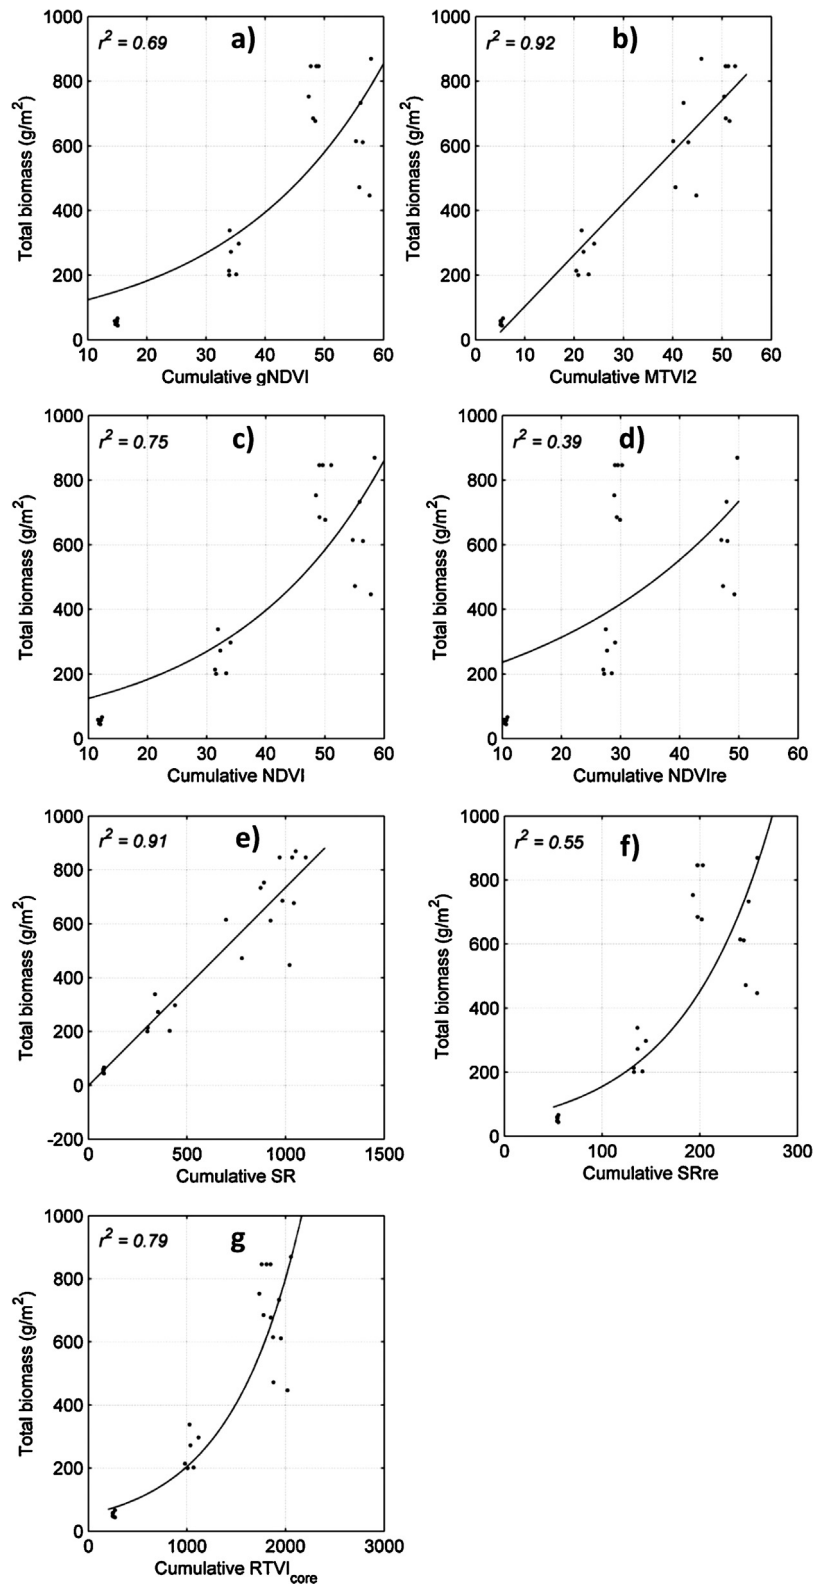 r² = 0.69
a)
1000
800
600
400
200
0
Total biomass (g/m²)
10 20 30 40 50 60
Cumulative gNDVI
r² = 0.92
b)
1000
800
600
400
200
0
Total biomass (g/m²)
0 10 20 30 40 50 60
Cumulative MTVI2
r² = 0.75
c)
1000
800
600
400
200
0
Total biomass (g/m²)
10 20 30 40 50 60
Cumulative NDVI
r² = 0.39
d)
1000
800
600
400
200
0
Total biomass (g/m²)
10 20 30 40 50 60
Cumulative NDVIre
r² = 0.91
e)
1000
800
600
400
200
0
-200
Total biomass (g/m²)
0 500 1000 1500
Cumulative SR
r² = 0.55
f)
1000
800
600
400
200
0
Total biomass (g/m²)
0 100 200 300
Cumulative SRre
r² = 0.79
g
1000
800
600
400
200
0
Total biomass (g/m²)
0 1000 2000 3000
Cumulative RTVIcore